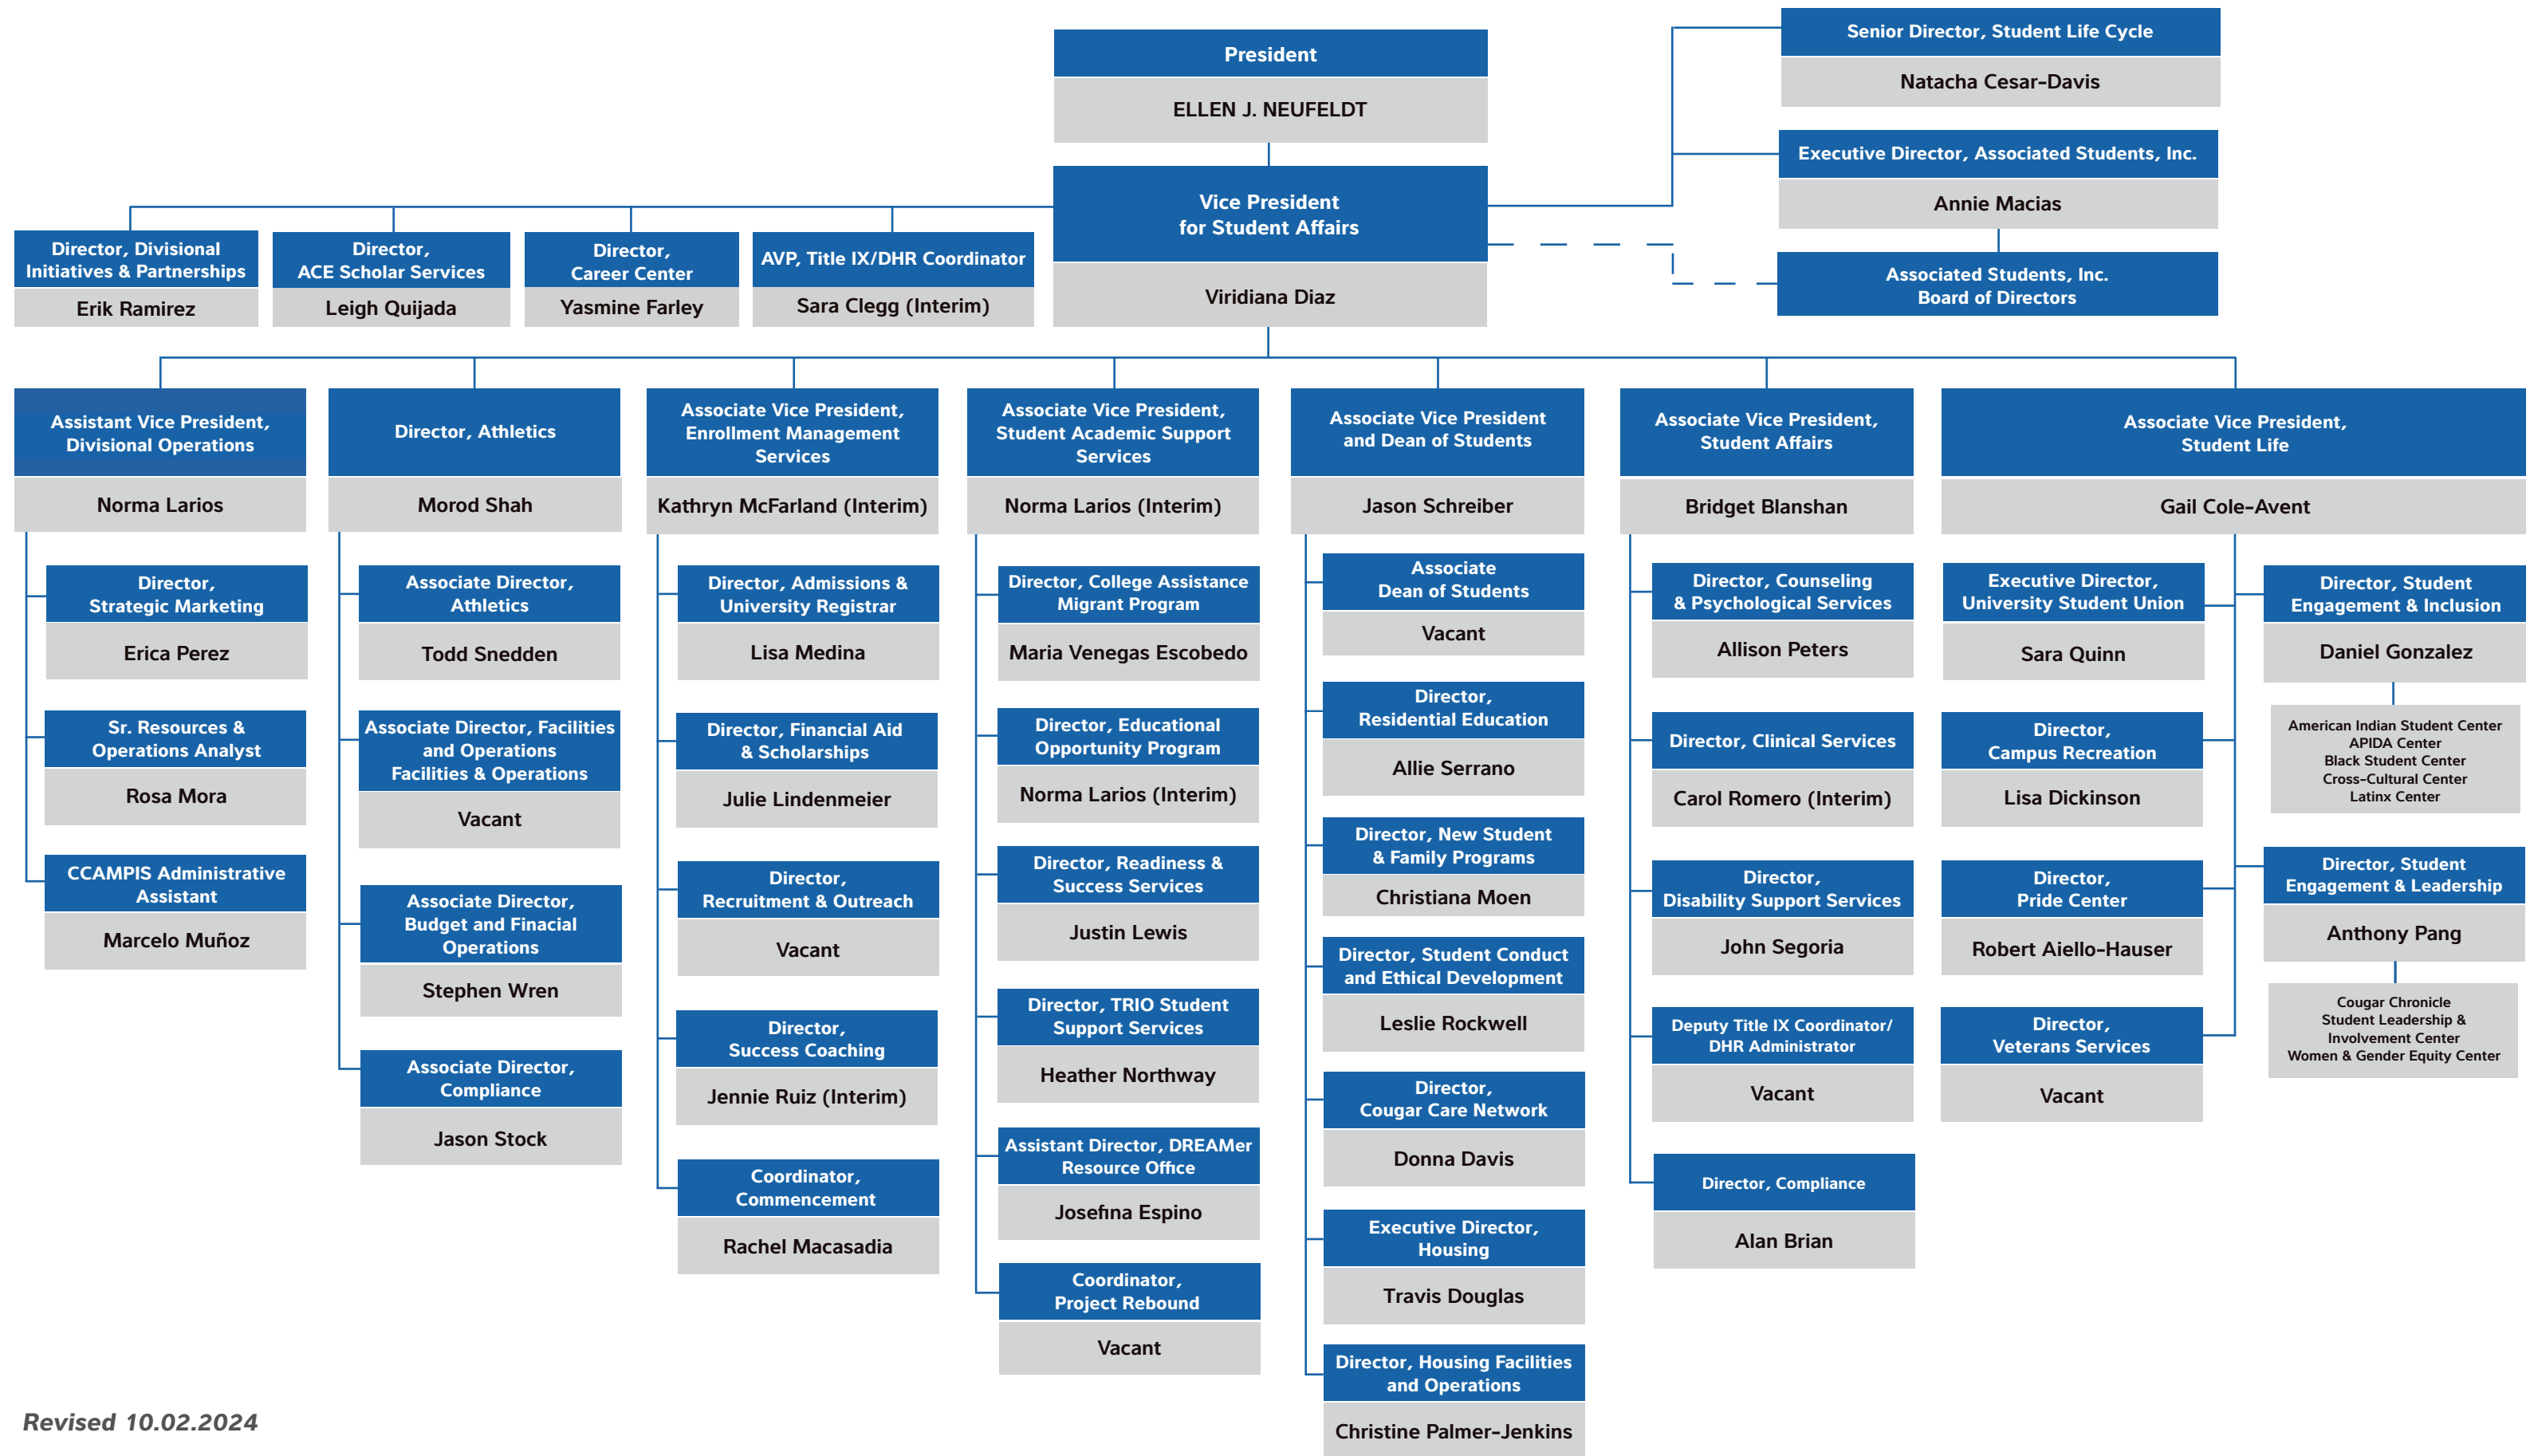 President
ELLEN J. NEUFELDT
Senior Director, Student Life Cycle
Natacha Cesar-Davis
Executive Director, Associated Students, Inc.
Annie Macias
Associated Students, Inc.
Board of Directors
Vice President
for Student Affairs
Viridiana Diaz
Director, Divisional
Initiatives & Partnerships
Erik Ramirez
Director,
ACE Scholar Services
Leigh Quijada
Director,
Career Center
Yasmine Farley
AVP, Title IX/DHR Coordinator
Sara Clegg (Interim)
Assistant Vice President,
Divisional Operations
Norma Larios
Director,
Strategic Marketing
Erica Perez
Sr. Resources &
Operations Analyst
Rosa Mora
CCAMPIS Administrative
Assistant
Marcelo Muñoz
Director, Athletics
Morod Shah
Associate Director,
Athletics
Todd Snedden
Associate Director, Facilities
and Operations
Facilities & Operations
Vacant
Associate Director,
Budget and Finacial
Operations
Stephen Wren
Associate Director,
Compliance
Jason Stock
Associate Vice President,
Enrollment Management
Services
Kathryn McFarland (Interim)
Director, Admissions &
University Registrar
Lisa Medina
Director, Financial Aid
& Scholarships
Julie Lindenmeier
Director,
Recruitment & Outreach
Vacant
Director,
Success Coaching
Jennie Ruiz (Interim)
Coordinator,
Commencement
Rachel Macasadia
Associate Vice President,
Student Academic Support
Services
Norma Larios (Interim)
Director, College Assistance
Migrant Program
Maria Venegas Escobedo
Director, Educational
Opportunity Program
Norma Larios (Interim)
Director, Readiness &
Success Services
Justin Lewis
Director, TRIO Student
Support Services
Heather Northway
Assistant Director, DREAMer
Resource Office
Josefina Espino
Coordinator,
Project Rebound
Vacant
Associate Vice President
and Dean of Students
Jason Schreiber
Associate
Dean of Students
Vacant
Director,
Residential Education
Allie Serrano
Director, New Student
& Family Programs
Christiana Moen
Director, Student Conduct
and Ethical Development
Leslie Rockwell
Director,
Cougar Care Network
Donna Davis
Executive Director,
Housing
Travis Douglas
Director, Housing Facilities
and Operations
Christine Palmer-Jenkins
Associate Vice President,
Student Affairs
Bridget Blanshan
Director, Counseling
& Psychological Services
Allison Peters
Director, Clinical Services
Carol Romero (Interim)
Director,
Disability Support Services
John Segoria
Deputy Title IX Coordinator/
DHR Administrator
Vacant
Director, Compliance
Alan Brian
Associate Vice President,
Student Life
Gail Cole-Avent
Executive Director,
University Student Union
Sara Quinn
Director,
Campus Recreation
Lisa Dickinson
Director,
Pride Center
Robert Aiello-Hauser
Director,
Veterans Services
Vacant
Director, Student
Engagement & Inclusion
Daniel Gonzalez
American Indian Student Center
APIDA Center
Black Student Center
Cross-Cultural Center
Latinx Center
Director, Student
Engagement & Leadership
Anthony Pang
Cougar Chronicle
Student Leadership &
Involvement Center
Women & Gender Equity Center
Revised 10.02.2024